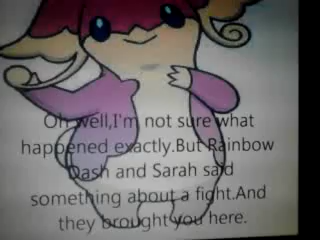 Oh well,I'm not sure what
happened exactly.But Rainbow
Dash and Sarah said
something about a fight.And
they brought you here.